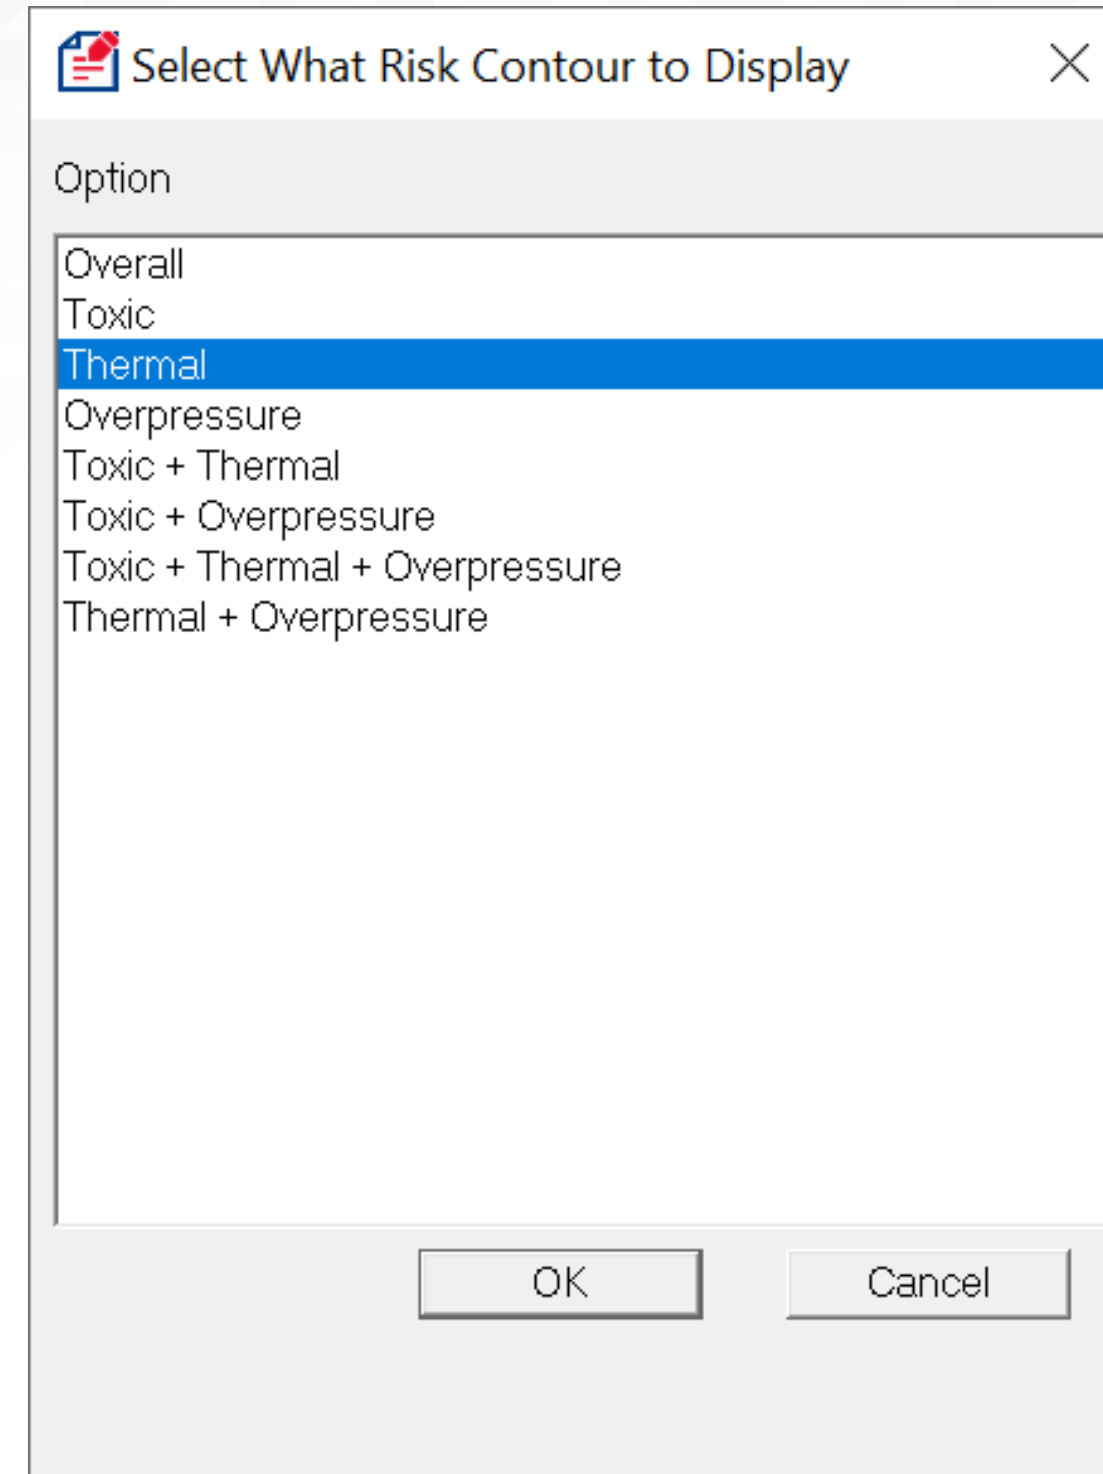 Select What Risk Contour to Display
Option
Overall
Toxic
Thermal
Overpressure
Toxic + Thermal
Toxic + Overpressure
Toxic + Thermal + Overpressure
Thermal + Overpressure
OK
Cancel